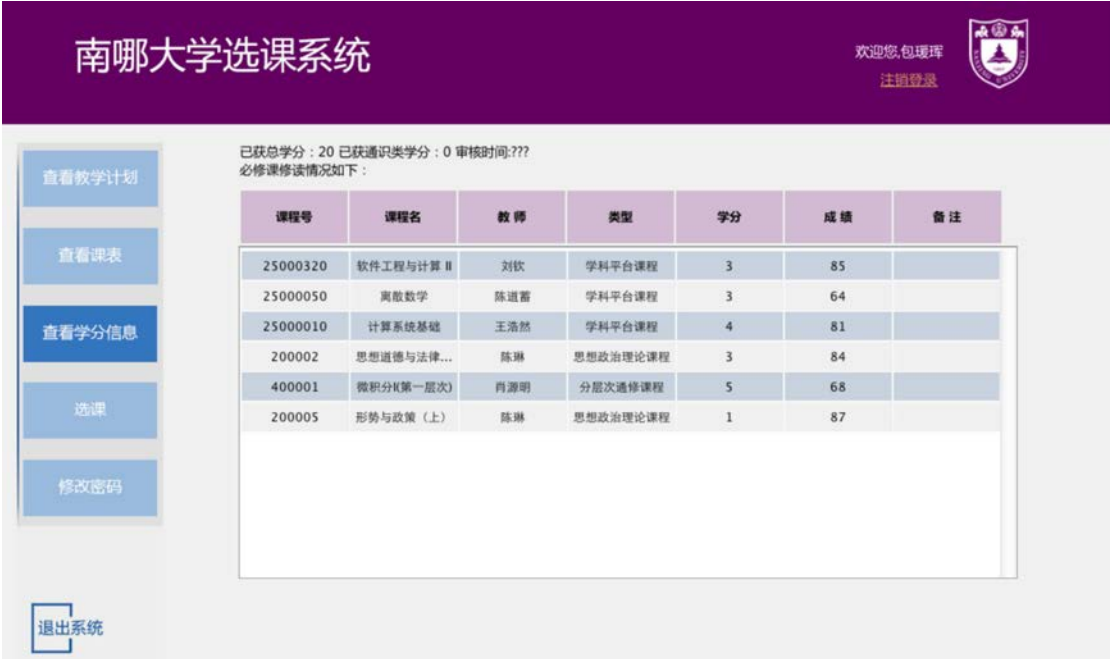 南哪大学选课系统
欢迎您,包瑗珲
注销登录
查看教学计划
查看课表
查看学分信息
选课
修改密码
退出系统
已获总学分：20 已获通识类学分：0 审核时间:???
必修课修读情况如下：
课程号 课程名 教 师 类型 学分 成 绩 备 注
25000320 软件工程与计算 II 刘钦 学科平台课程 3 85
25000050 离散数学 陈道蓄 学科平台课程 3 64
25000010 计算系统基础 王浩然 学科平台课程 4 81
200002 思想道德与法律... 陈琳 思想政治理论课程 3 84
400001 微积分I(第一层次) 肖源明 分层次通修课程 5 68
200005 形势与政策（上） 陈琳 思想政治理论课程 1 87